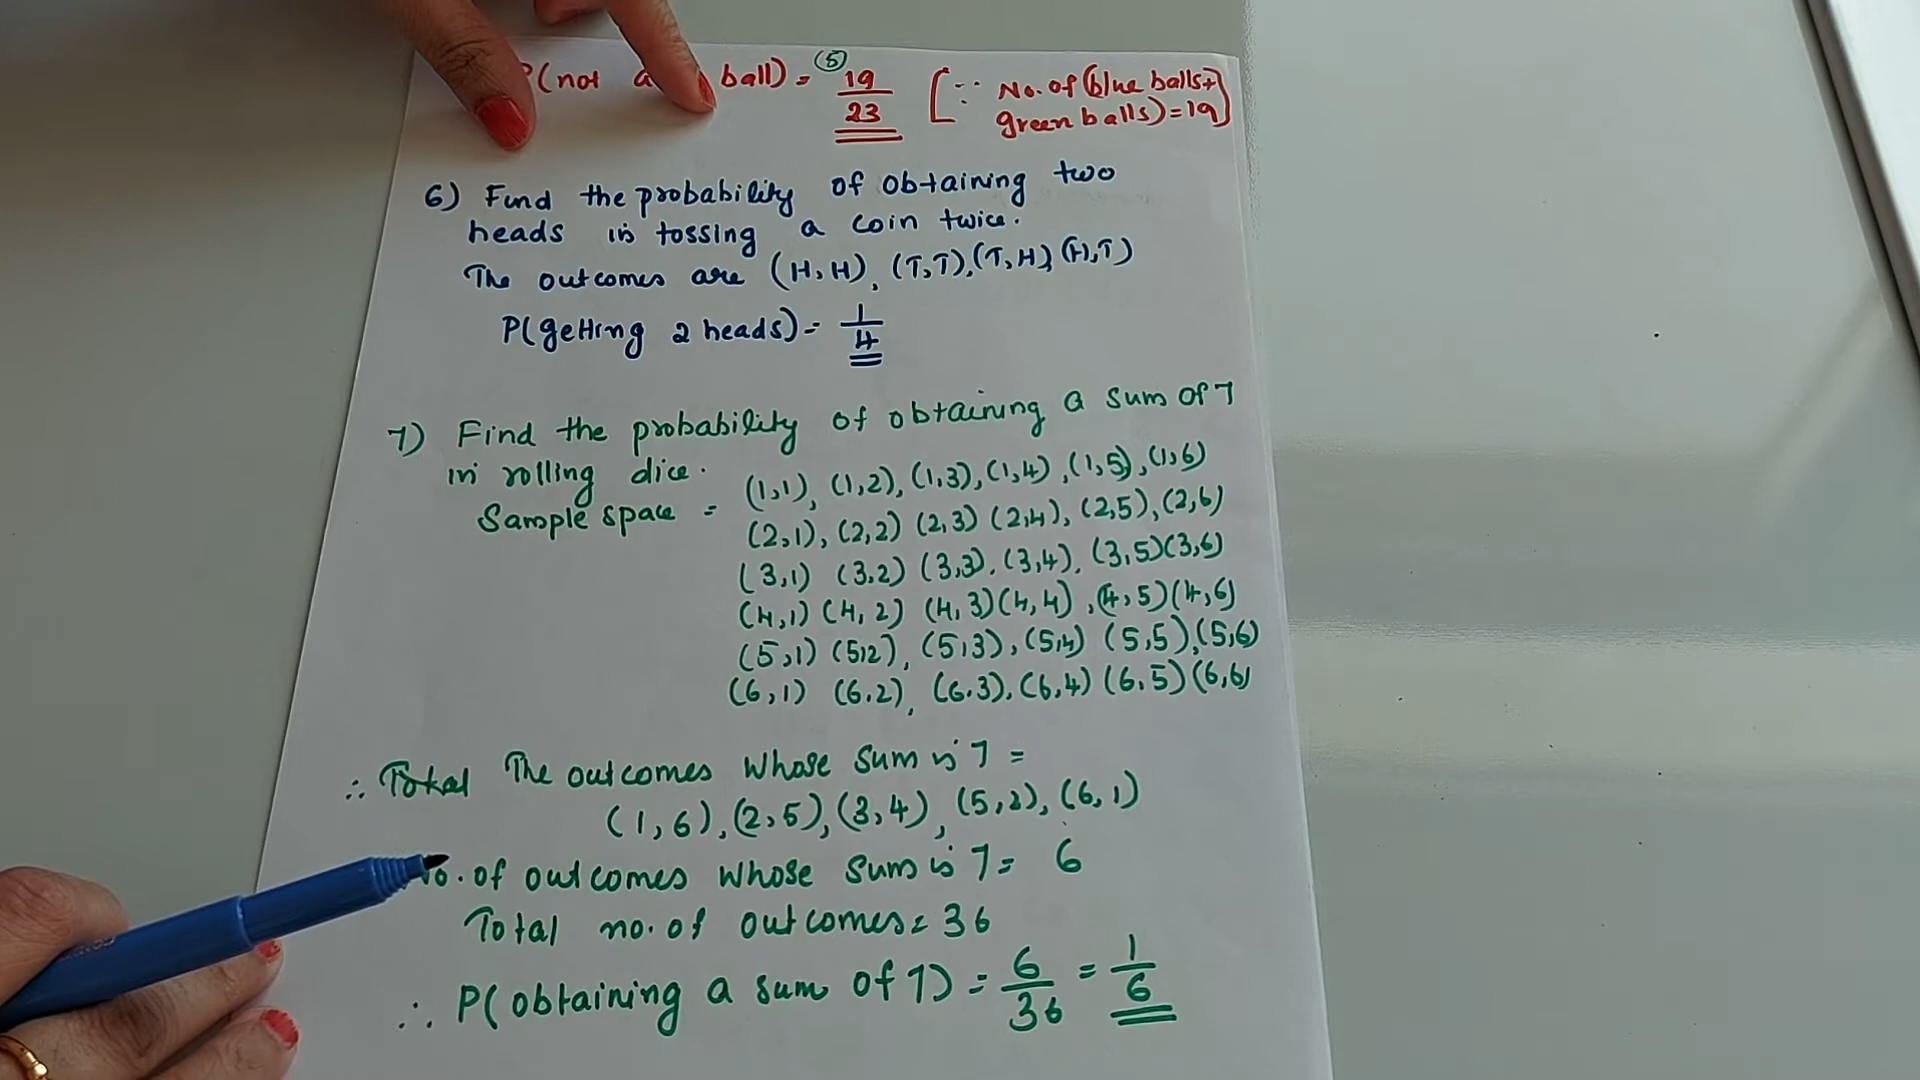 (5)
P(not a ball) = 19/23 [∵ No. of (blue balls + green balls) = 19]
6) Find the probability of obtaining two
heads in tossing a coin twice.
The outcomes are (H,H), (T,T), (T,H) (H,T)
P(getting 2 heads) = 1/4
7) Find the probability of obtaining a sum of 7
in rolling dice.
Sample space = (1,1), (1,2), (1,3), (1,4), (1,5), (1,6)
(2,1), (2,2) (2,3) (2,4), (2,5), (2,6)
(3,1) (3,2) (3,3), (3,4), (3,5) (3,6)
(4,1) (4,2) (4,3) (4,4), (4,5) (4,6)
(5,1) (5,2), (5,3), (5,4) (5,5), (5,6)
(6,1) (6,2), (6,3), (6,4) (6,5) (6,6)
∴ Total The outcomes whose sum is 7 =
(1,6), (2,5), (3,4), (5,2), (6,1)
No. of outcomes whose sum is 7 = 6
Total no. of outcomes = 36
∴ P(obtaining a sum of 7) = 6/36 = 1/6